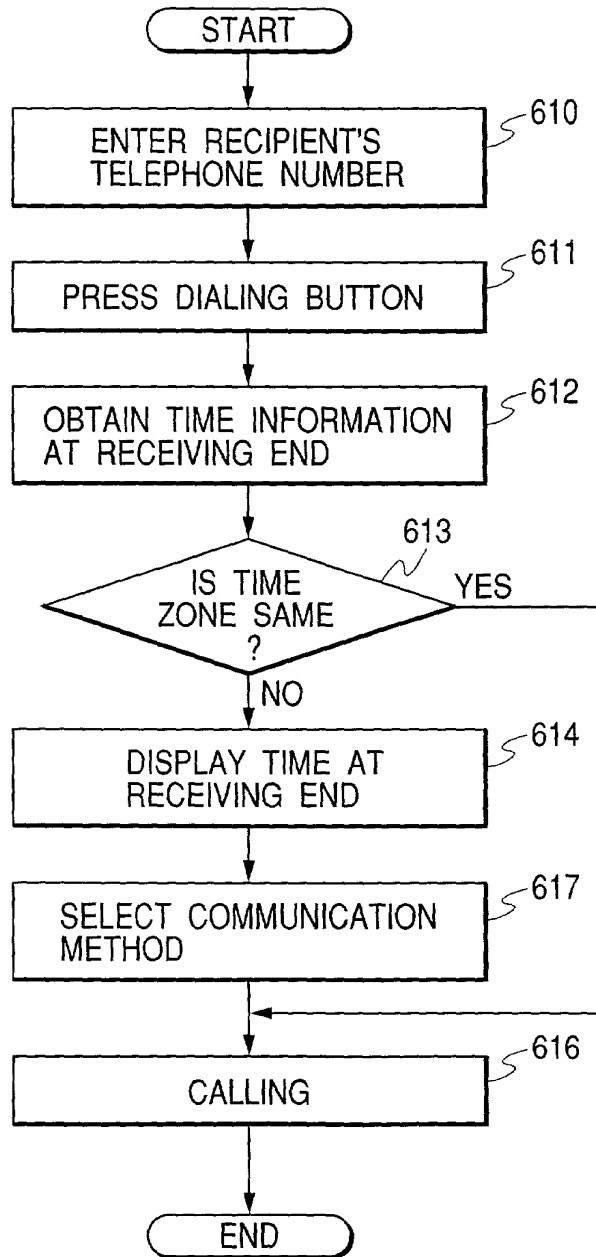 START
610
ENTER RECIPIENT'S
TELEPHONE NUMBER
611
PRESS DIALING BUTTON
612
OBTAIN TIME INFORMATION
AT RECEIVING END
613
IS TIME
ZONE SAME
?
YES
NO
614
DISPLAY TIME AT
RECEIVING END
617
SELECT COMMUNICATION
METHOD
616
CALLING
END